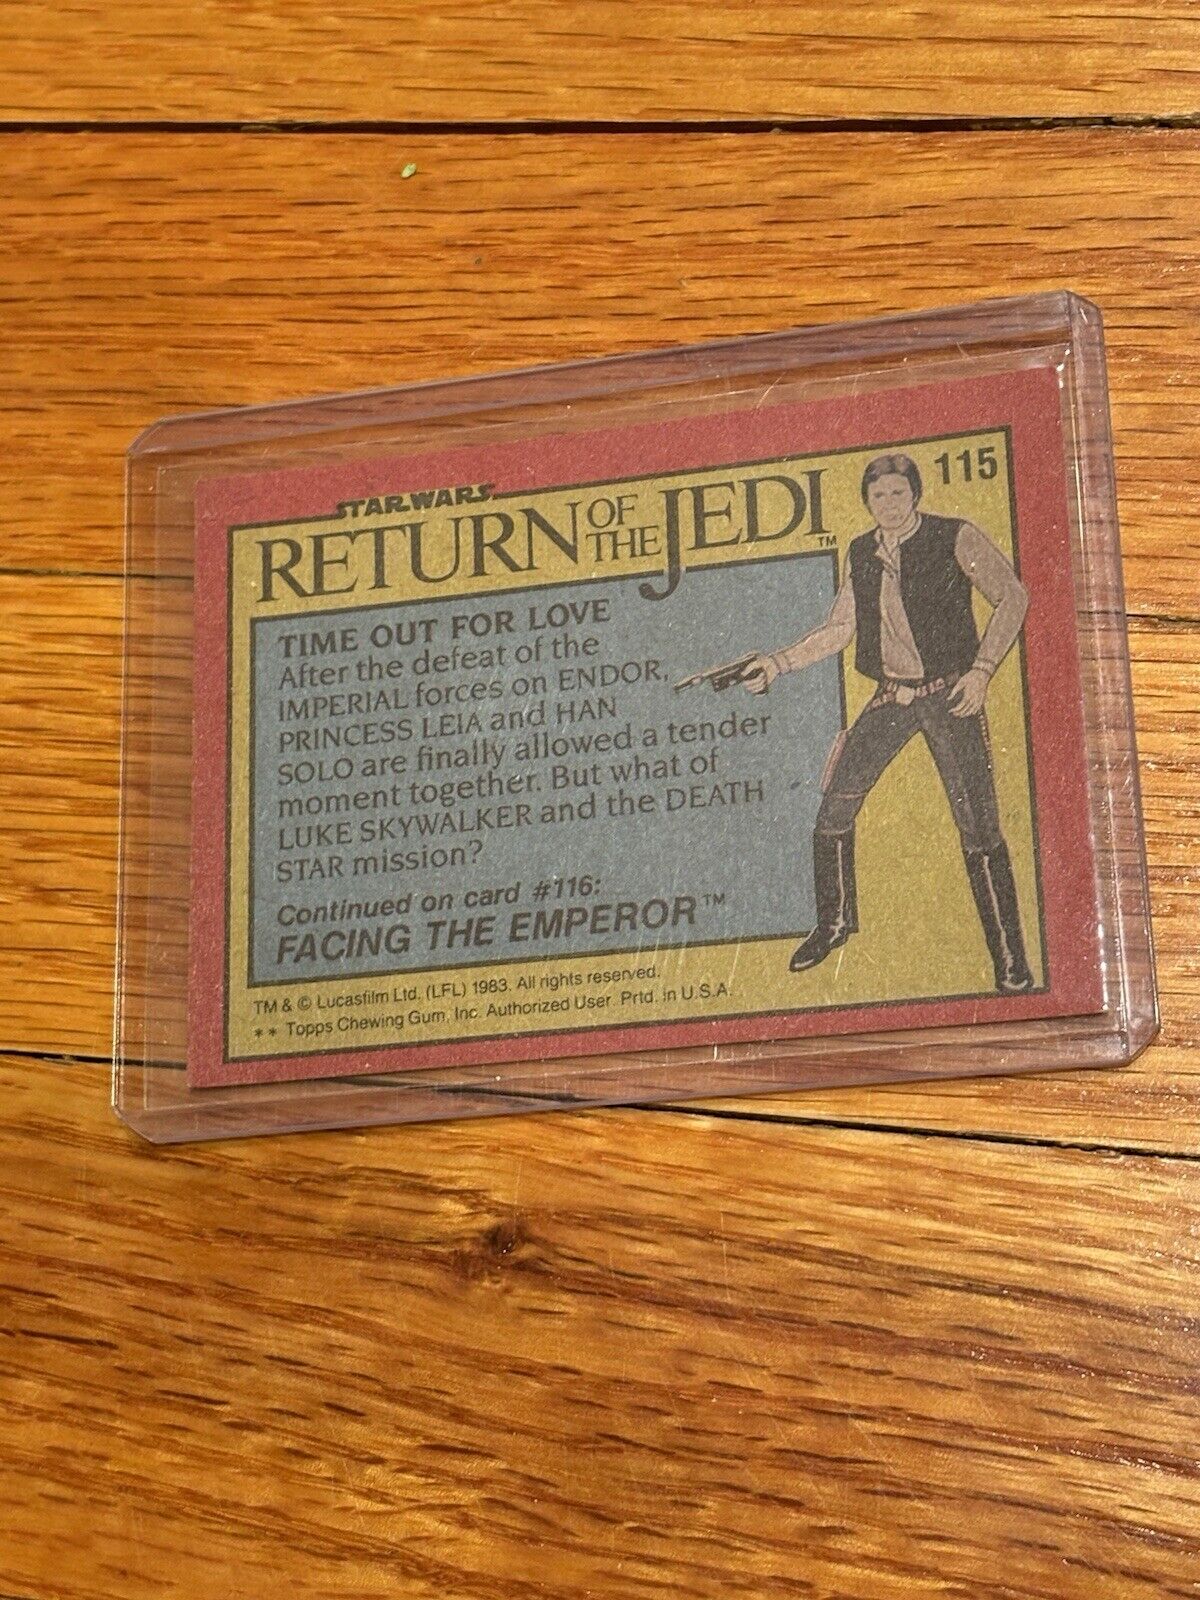 STAR WARS
RETURN OF THE JEDI™
115
TIME OUT FOR LOVE
After the defeat of the
IMPERIAL forces on ENDOR,
PRINCESS LEIA and HAN
SOLO are finally allowed a tender
moment together. But what of
LUKE SKYWALKER and the DEATH
STAR mission?
Continued on card #116:
FACING THE EMPEROR™
TM & © Lucasfilm Ltd. (LFL) 1983. All rights reserved.
** Topps Chewing Gum, Inc. Authorized User. Prtd. in U.S.A.